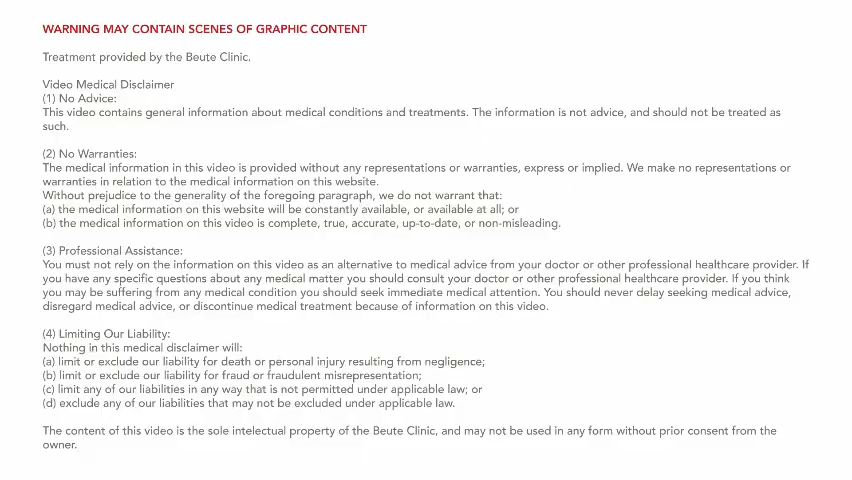 WARNING MAY CONTAIN SCENES OF GRAPHIC CONTENT
Treatment provided by the Beute Clinic.
Video Medical Disclaimer
(1) No Advice:
This video contains general information about medical conditions and treatments. The information is not advice, and should not be treated as
such.
(2) No Warranties:
The medical information in this video is provided without any representations or warranties, express or implied. We make no representations or
warranties in relation to the medical information on this website.
Without prejudice to the generality of the foregoing paragraph, we do not warrant that:
(a) the medical information on this website will be constantly available, or available at all; or
(b) the medical information on this video is complete, true, accurate, up-to-date, or non-misleading.
(3) Professional Assistance:
You must not rely on the information on this video as an alternative to medical advice from your doctor or other professional healthcare provider. If
you have any specific questions about any medical matter you should consult your doctor or other professional healthcare provider. If you think
you may be suffering from any medical condition you should seek immediate medical attention. You should never delay seeking medical advice,
disregard medical advice, or discontinue medical treatment because of information on this video.
(4) Limiting Our Liability:
Nothing in this medical disclaimer will:
(a) limit or exclude our liability for death or personal injury resulting from negligence;
(b) limit or exclude our liability for fraud or fraudulent misrepresentation;
(c) limit any of our liabilities in any way that is not permitted under applicable law; or
(d) exclude any of our liabilities that may not be excluded under applicable law.
The content of this video is the sole intelectual property of the Beute Clinic, and may not be used in any form without prior consent from the
owner.